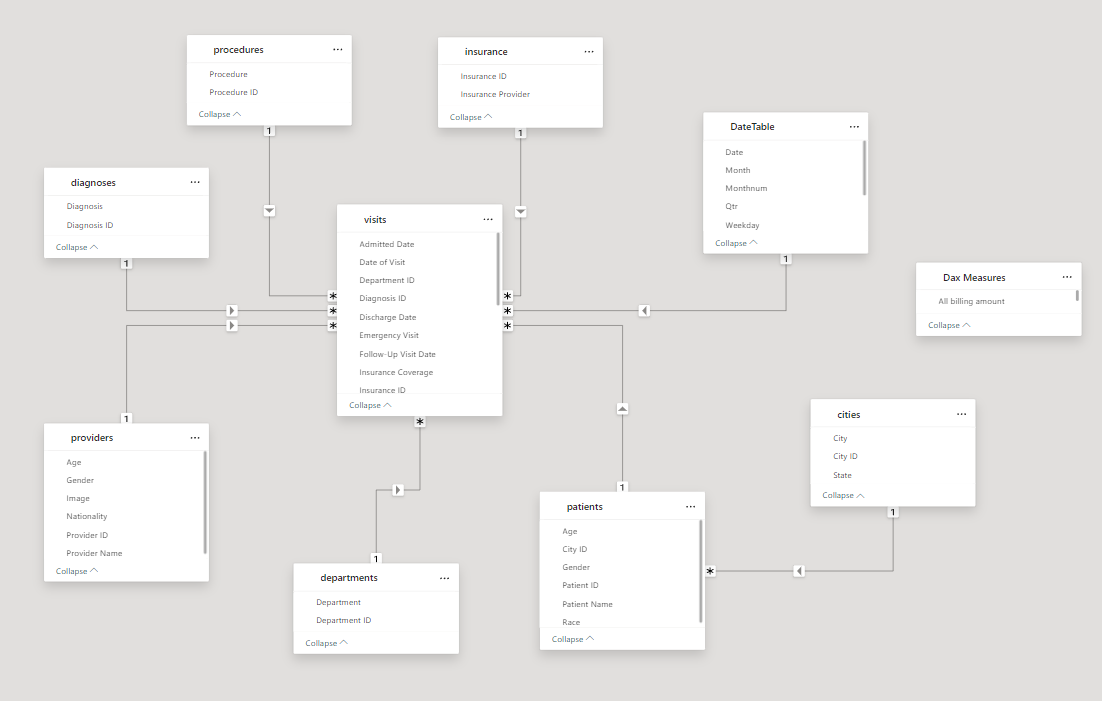 procedures
Procedure
Procedure ID
Collapse
1
insurance
Insurance ID
Insurance Provider
Collapse
1
DateTable
Date
Month
Monthnum
Qtr
Weekday
Collapse
1
diagnoses
Diagnosis
Diagnosis ID
Collapse
1
visits
Admitted Date
Date of Visit
Department ID
Diagnosis ID
Discharge Date
Emergency Visit
Follow-Up Visit Date
Insurance Coverage
Insurance ID
Collapse
*
*
*
*
*
*
*
Dax Measures
All billing amount
Collapse
1
providers
Age
Gender
Image
Nationality
Provider ID
Provider Name
Collapse
1
departments
Department
Department ID
Collapse
1
patients
Age
City ID
Gender
Patient ID
Patient Name
Race
Collapse
*
cities
City
City ID
State
Collapse
1